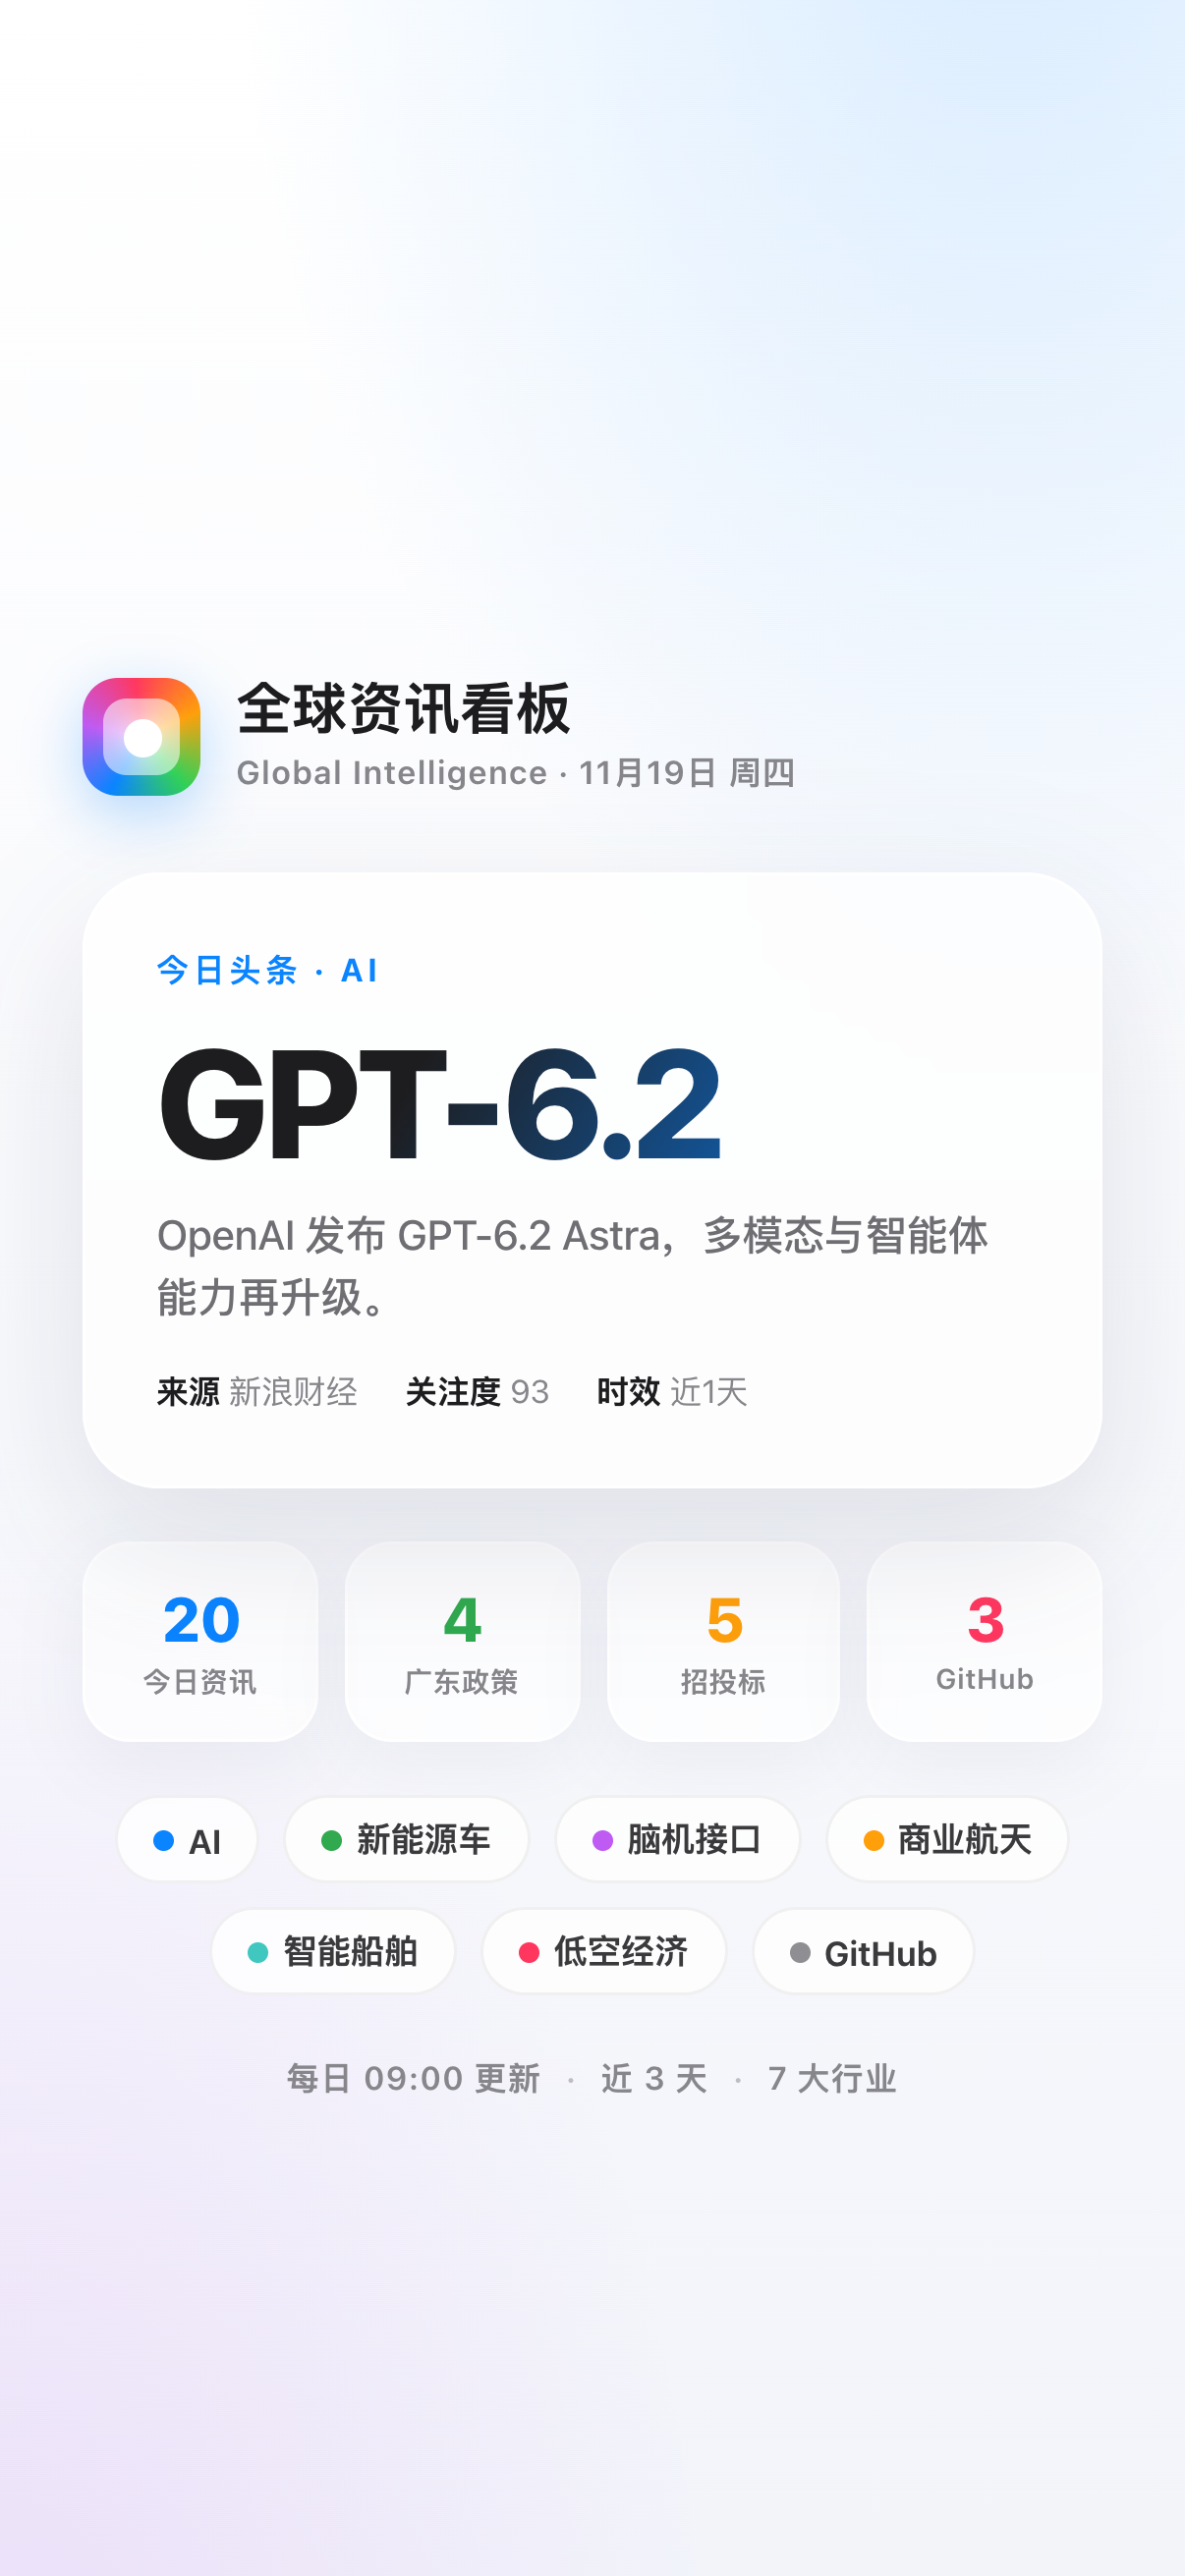 全球资讯看板
Global Intelligence · 11月19日 周四
今日头条 · AI
GPT-6.2
OpenAI 发布 GPT-6.2 Astra，多模态与智能体
能力再升级。
来源 新浪财经 关注度 93 时效 近1天
20 4 5 3
今日资讯 广东政策 招投标 GitHub
AI 新能源车 脑机接口 商业航天
智能船舶 低空经济 GitHub
每日 09:00 更新 · 近 3 天 · 7 大行业